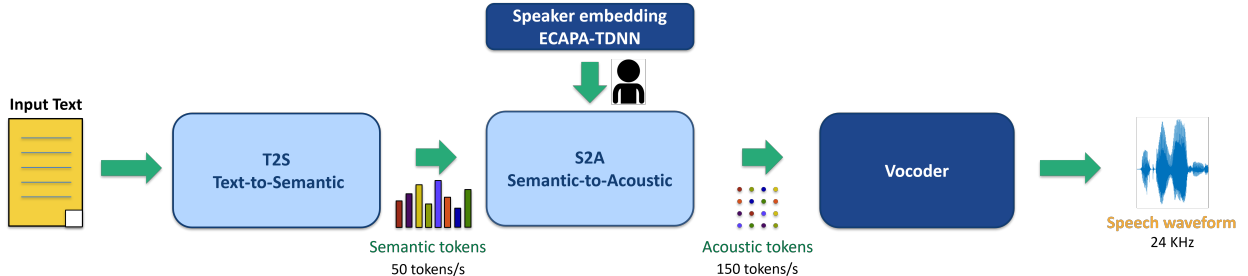 Speaker embedding
ECAPA-TDNN
Input Text
T2S
Text-to-Semantic
S2A
Semantic-to-Acoustic
Vocoder
Semantic tokens
50 tokens/s
Acoustic tokens
150 tokens/s
Speech waveform
24 KHz